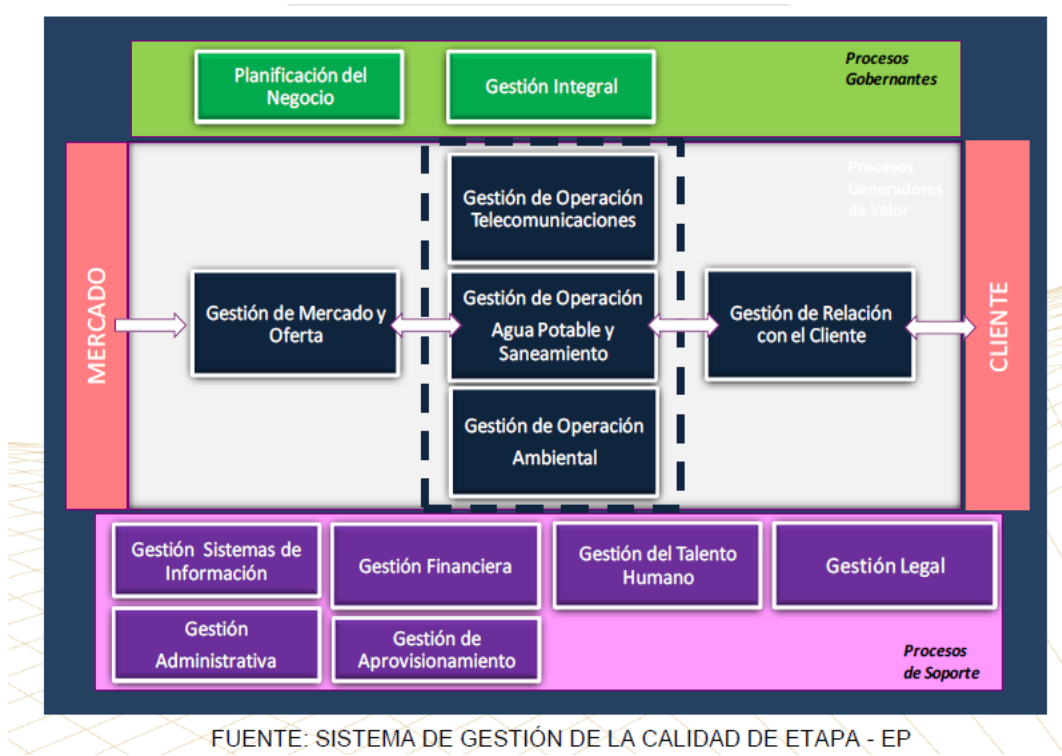 Procesos
Gobernantes
Planificación del
Negocio
Gestión Integral
Procesos
Generadores
de Valor
MERCADO
Gestión de Mercado y
Oferta
Gestión de Operación
Telecomunicaciones
Gestión de Operación
Agua Potable y
Saneamiento
Gestión de Operación
Ambiental
Gestión de Relación
con el Cliente
CLIENTE
Gestión Sistemas de
Información
Gestión Financiera
Gestión del Talento
Humano
Gestión Legal
Gestión
Administrativa
Gestión de
Aprovisionamiento
Procesos
de Soporte
FUENTE: SISTEMA DE GESTIÓN DE LA CALIDAD DE ETAPA - EP